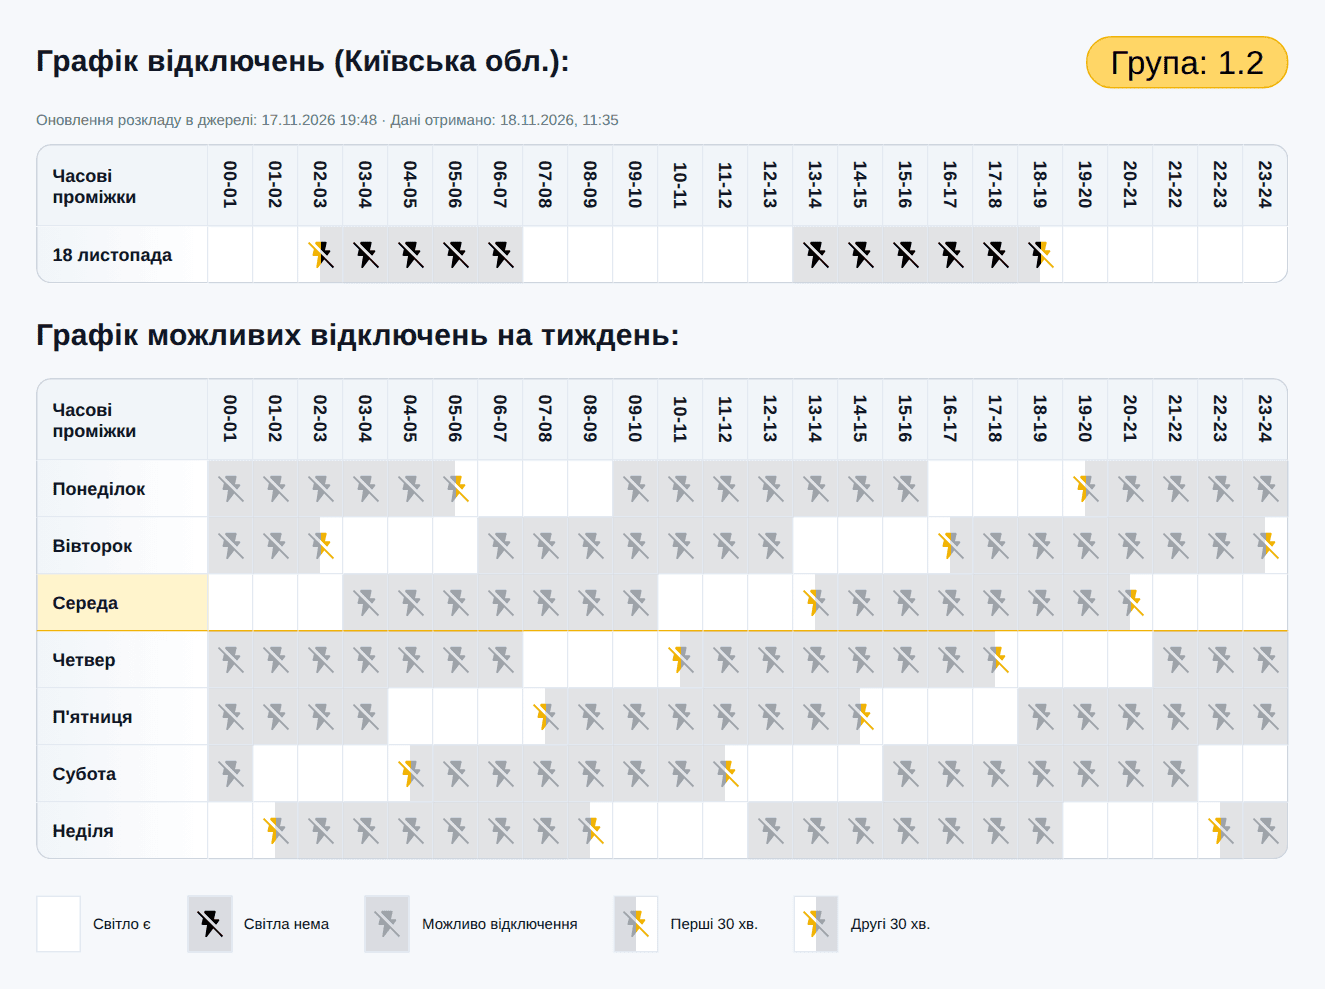 Графік відключень (Київська обл.):
Група: 1.2
Оновлення розкладу в джерелі: 17.11.2026 19:48 · Дані отримано: 18.11.2026, 11:35
Часові
проміжки
00-01 01-02 02-03 03-04 04-05 05-06 06-07 07-08 08-09 09-10 10-11 11-12 12-13 13-14 14-15 15-16 16-17 17-18 18-19 19-20 20-21 21-22 22-23 23-24
18 листопада
Графік можливих відключень на тиждень:
Часові
проміжки
00-01 01-02 02-03 03-04 04-05 05-06 06-07 07-08 08-09 09-10 10-11 11-12 12-13 13-14 14-15 15-16 16-17 17-18 18-19 19-20 20-21 21-22 22-23 23-24
Понеділок
Вівторок
Середа
Четвер
П'ятниця
Субота
Неділя
Світло є
Світла нема
Можливо відключення
Перші 30 хв.
Другі 30 хв.